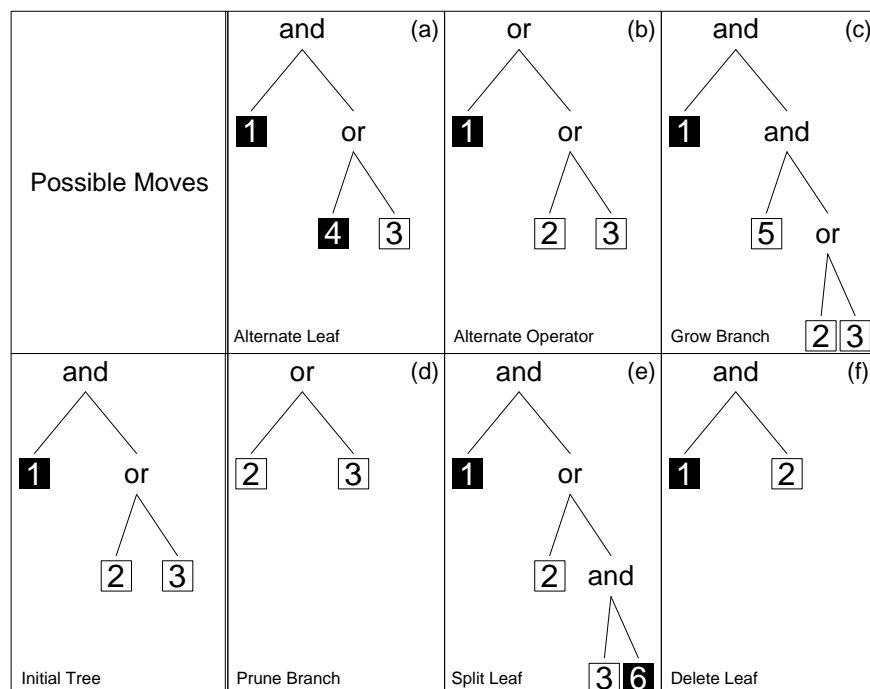 Possible Moves
and (a)
1 or
4 3
Alternate Leaf
or (b)
1 or
2 3
Alternate Operator
and (c)
1 and
5 or
2 3
Grow Branch
and
1 or
2 3
Initial Tree
or (d)
2 3
Prune Branch
and (e)
1 or
2 and
3 6
Split Leaf
and (f)
1 2
Delete Leaf